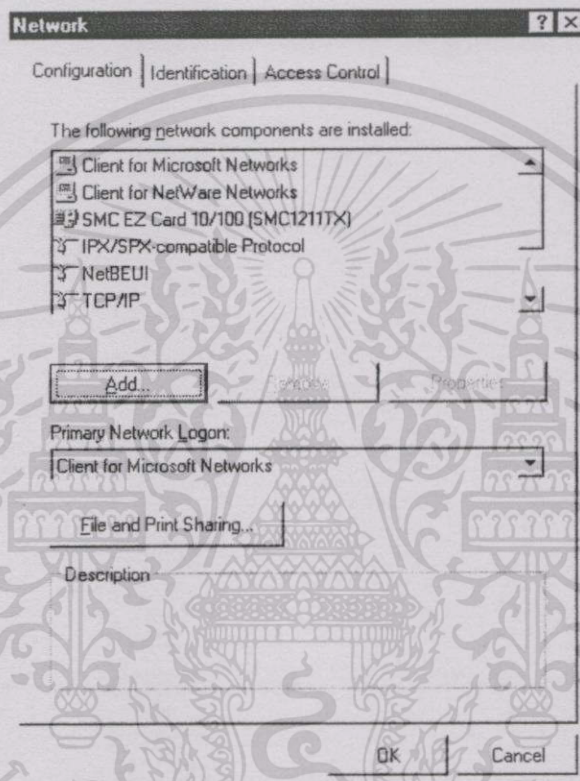 Network
Configuration Identification Access Control
The following network components are installed:
Client for Microsoft Networks
Client for NetWare Networks
SMC EZ Card 10/100 (SMC1211TX)
IPX/SPX-compatible Protocol
NetBEUI
TCP/IP
Add... Remove Properties
Primary Network Logon:
Client for Microsoft Networks
File and Print Sharing...
Description
OK Cancel